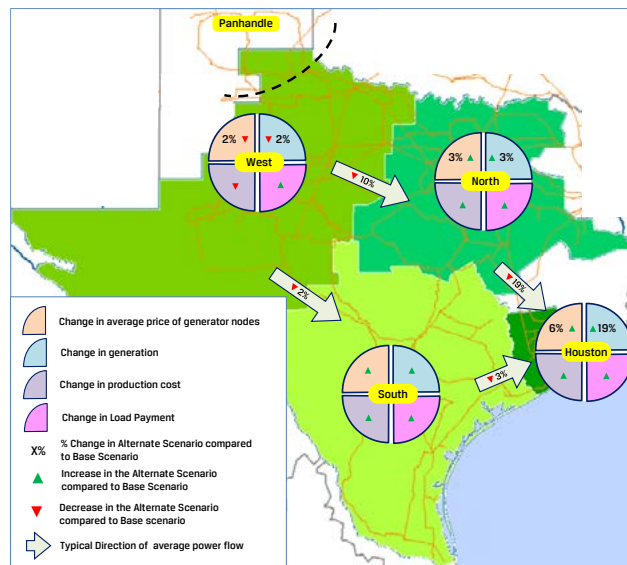 Panhandle
2% ▼ ▼ 2%
West
▼
▲
▼ 10%
3% ▲ ▲ 3%
North
▲
▲
▼ 2%
▼ 19%
6% ▲ ▲ 19%
Houston
▲
▲
▲
▲
South
▲
▲
▼ 3%
Change in average price of generator nodes
Change in generation
Change in production cost
Change in Load Payment
X%
% Change in Alternate Scenario compared
to Base Scenario
▲
Increase in the Alternate Scenario
compared to Base Scenario
▼
Decrease in the Alternate Scenario
compared to Base scenario
Typical Direction of average power flow